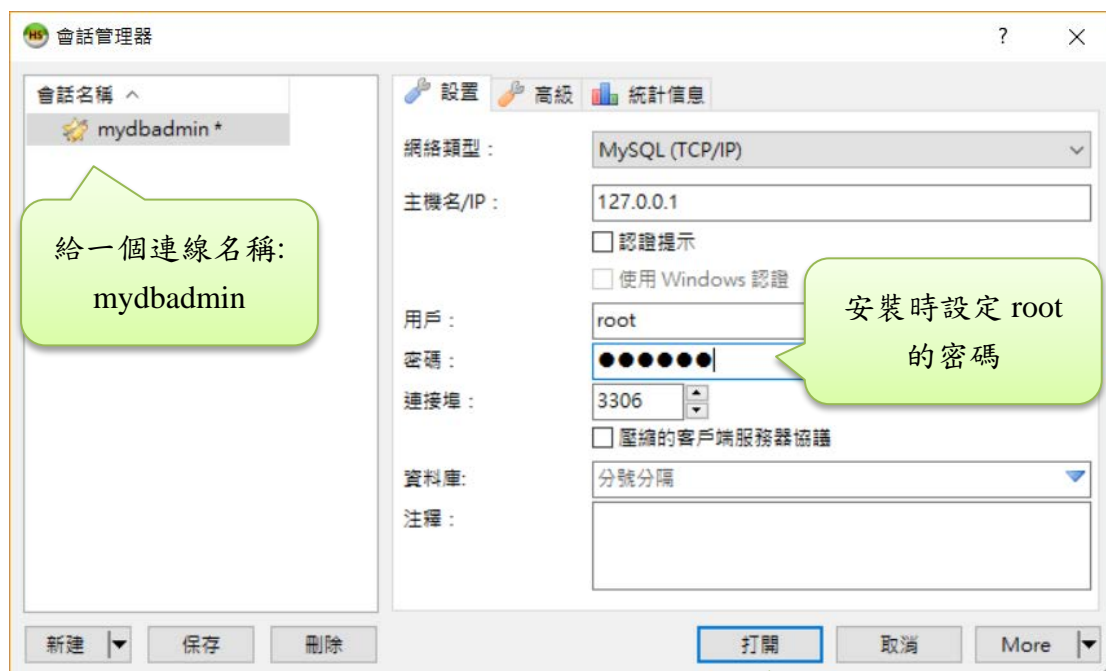 會話管理器
會話名稱
mydbadmin *
給一個連線名稱:
mydbadmin
設置 高級 統計信息
網絡類型： MySQL (TCP/IP)
主機名/IP： 127.0.0.1
認證提示
使用 Windows 認證
用戶： root
密碼： ●●●●●●
安裝時設定 root
的密碼
連接埠： 3306
壓縮的客戶端服務器協議
資料庫: 分號分隔
注釋：
新建 保存 刪除 打開 取消 More